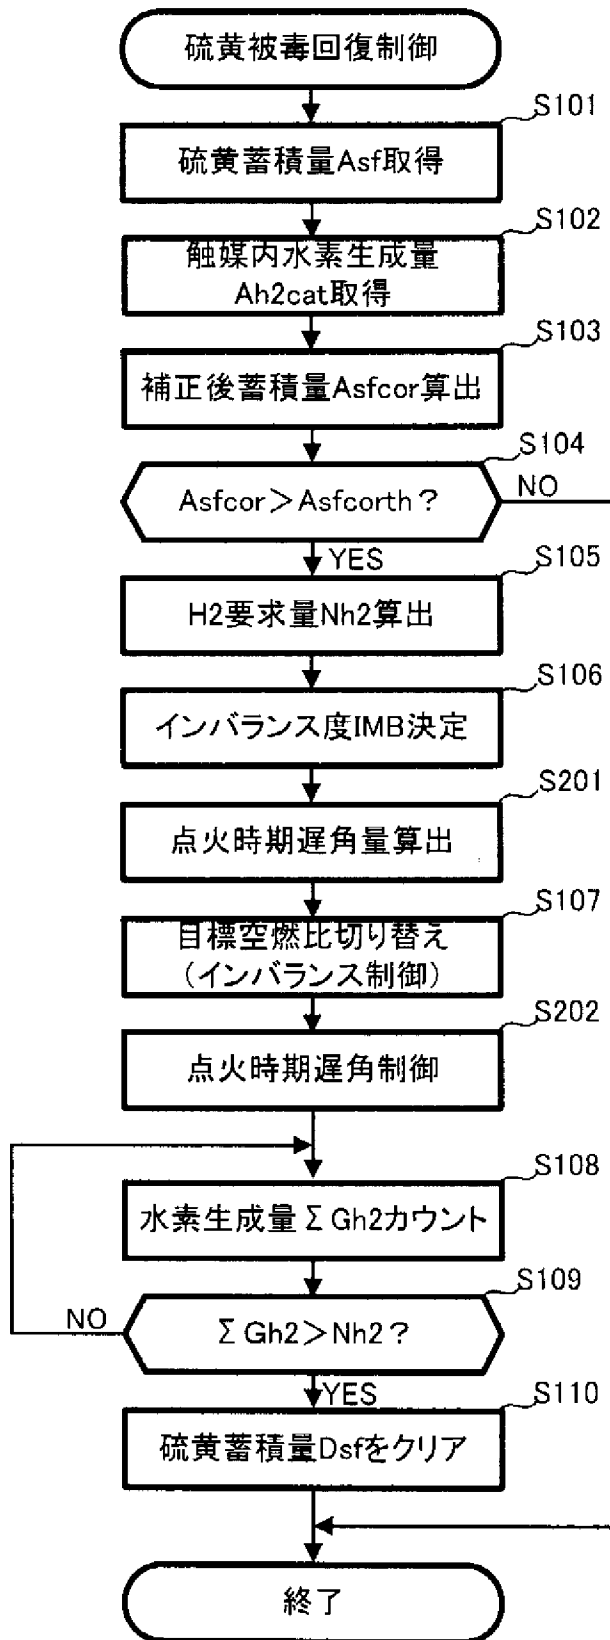 硫黄被毒回復制御
S101
硫黄蓄積量Asf取得
S102
触媒内水素生成量
Ah2cat取得
S103
補正後蓄積量Asfcor算出
S104
Asfcor＞Asfcorth？
NO
YES
S105
H2要求量Nh2算出
S106
インバランス度IMB決定
S201
点火時期遅角量算出
S107
目標空燃比切り替え
(インバランス制御)
S202
点火時期遅角制御
S108
水素生成量ΣGh2カウント
S109
ΣGh2＞Nh2？
NO
YES
S110
硫黄蓄積量Dsfをクリア
終了